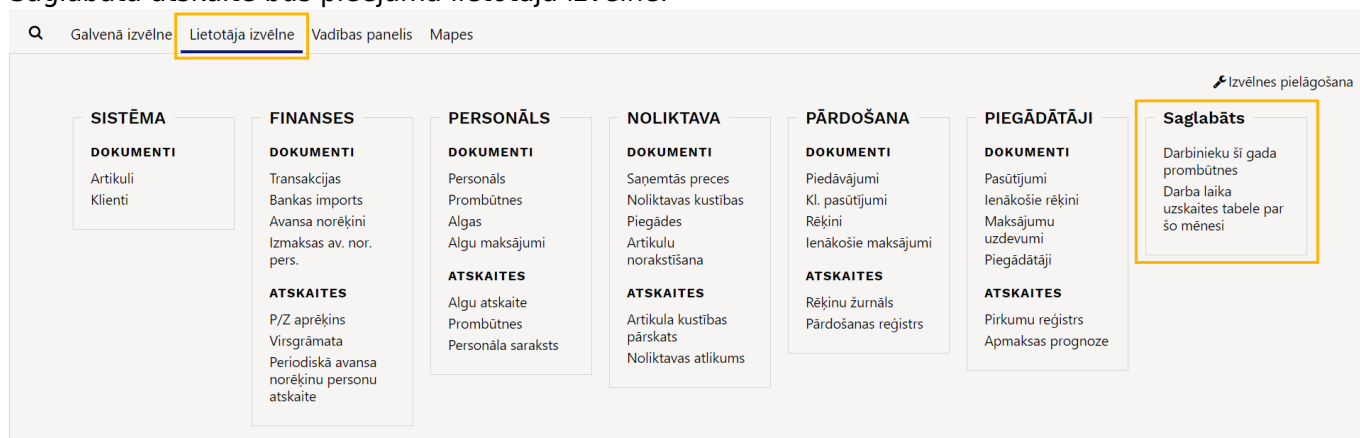 Saglabātā atskaite būs pieejama lietotāja izvēlnē.
Galvenā izvēlne Lietotāja izvēlne Vadības panelis Mapes
Izvēlnes pielāgošana
SISTĒMA
DOKUMENTI
Artikuli
Klienti
FINANSES
DOKUMENTI
Transakcijas
Bankas imports
Avansa norēķini
Izmaksas av. nor.
pers.
ATSKAITES
P/Z aprēķins
Virsgrāmata
Periodiskā avansa
norēķinu personu
atskaite
PERSONĀLS
DOKUMENTI
Personāls
Prombūtnes
Algas
Algu maksājumi
ATSKAITES
Algu atskaite
Prombūtnes
Personāla saraksts
NOLIKTAVA
DOKUMENTI
Saņemtās preces
Noliktavas kustības
Piegādes
Artikulu
norakstīšana
ATSKAITES
Artikula kustības
pārskats
Noliktavas atlikums
PĀRDOŠANA
DOKUMENTI
Piedāvājumi
Kl. pasūtījumi
Rēķini
Ienākošie maksājumi
ATSKAITES
Rēķinu žurnāls
Pārdošanas reģistrs
PIEGĀDĀTĀJI
DOKUMENTI
Pasūtījumi
Ienākošie rēķini
Maksājumu
uzdevumi
Piegādātāji
ATSKAITES
Pirkumu reģistrs
Apmaksas prognoze
Saglabāts
Darbinieku šī gada
prombūtnes
Darba laika
uzskaites tabele par
šo mēnesi